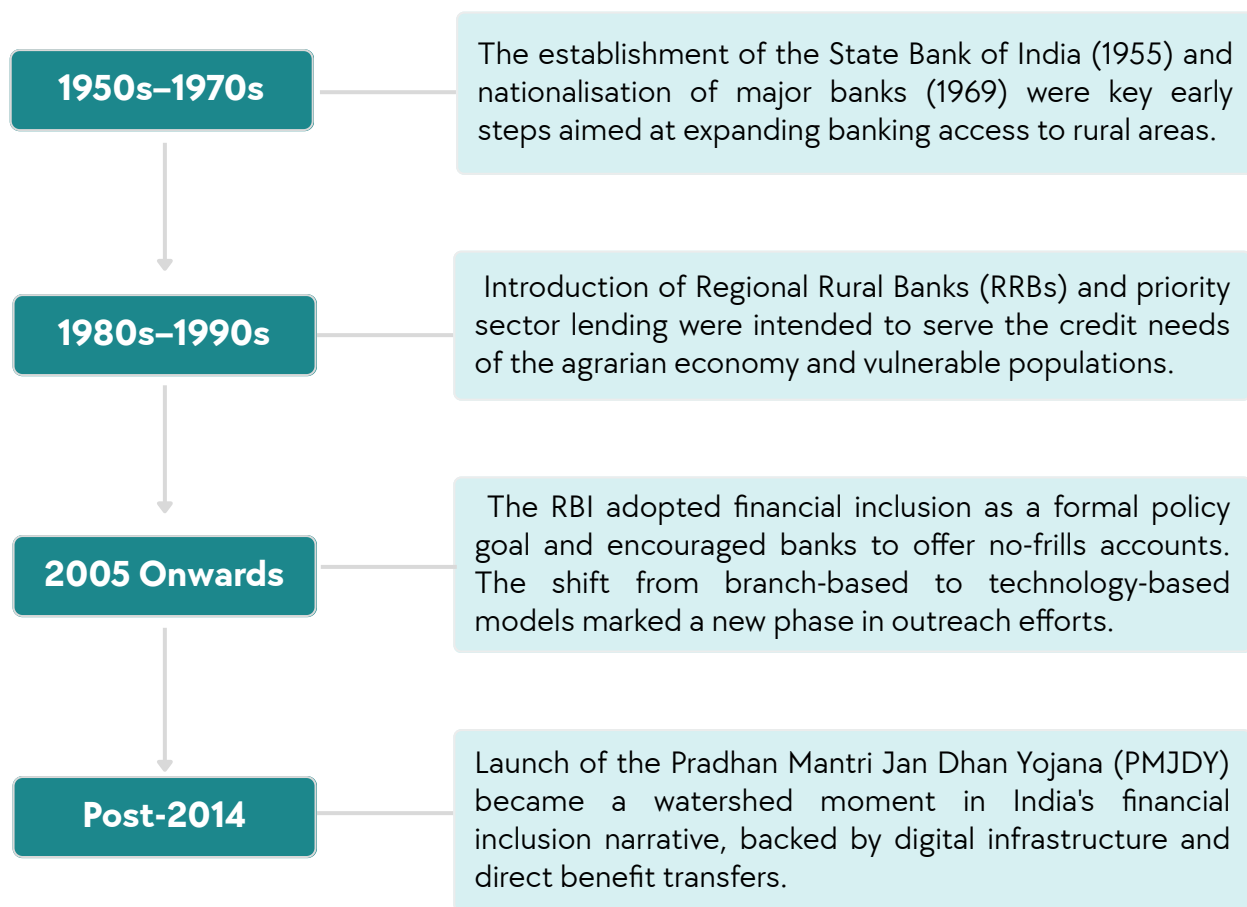 1950s–1970s
The establishment of the State Bank of India (1955) and
nationalisation of major banks (1969) were key early
steps aimed at expanding banking access to rural areas.
1980s–1990s
Introduction of Regional Rural Banks (RRBs) and priority
sector lending were intended to serve the credit needs
of the agrarian economy and vulnerable populations.
2005 Onwards
The RBI adopted financial inclusion as a formal policy
goal and encouraged banks to offer no-frills accounts.
The shift from branch-based to technology-based
models marked a new phase in outreach efforts.
Post-2014
Launch of the Pradhan Mantri Jan Dhan Yojana (PMJDY)
became a watershed moment in India's financial
inclusion narrative, backed by digital infrastructure and
direct benefit transfers.